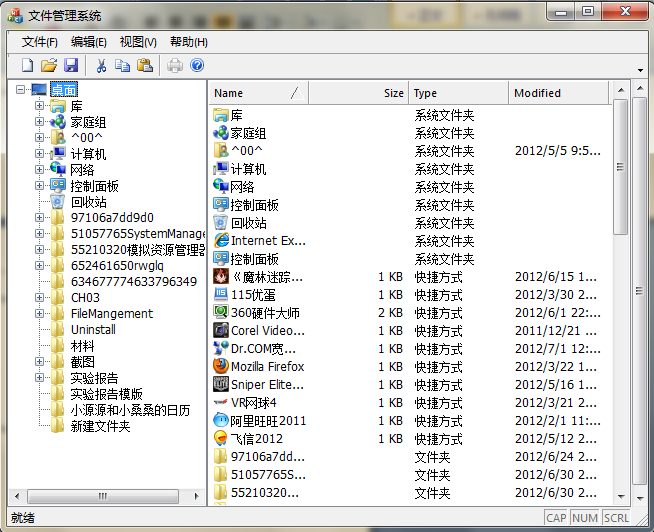 文件管理系统
文件(F) 编辑(E) 视图(V) 帮助(H)
桌面
库
家庭组
^00^
计算机
网络
控制面板
回收站
97106a7dd9d0
51057765SystemManage
55210320模拟资源管理器
652461650rwglq
634677774633796349
CH03
FileMangement
Uninstall
材料
截图
实验报告
实验报告模版
小源源和小桑桑的日历
新建文件夹
Name Size Type Modified
库 系统文件夹
家庭组 系统文件夹
^00^ 系统文件夹 2012/5/5 9:5...
计算机 系统文件夹
网络 系统文件夹
控制面板 系统文件夹
回收站 系统文件夹
Internet Ex... 系统文件夹
控制面板 系统文件夹
《魔林迷踪... 1 KB 快捷方式 2012/6/15 1...
115优蛋 1 KB 快捷方式 2012/3/30 2...
360硬件大师 2 KB 快捷方式 2012/6/1 22:...
Corel Video... 1 KB 快捷方式 2011/12/21 ...
Dr.COM宽... 1 KB 快捷方式 2012/7/1 12:...
Mozilla Firefox 1 KB 快捷方式 2012/3/22 1...
Sniper Elite... 1 KB 快捷方式 2012/5/16 1...
VR网球4 1 KB 快捷方式 2012/3/21 2...
阿里旺旺2011 1 KB 快捷方式 2012/2/1 11:...
飞信2012 1 KB 快捷方式 2012/5/12 2...
97106a7dd... 文件夹 2012/6/24 2...
51057765S... 文件夹 2012/6/30 2...
55210320... 文件夹 2012/6/30 2...
就绪 CAP NUM SCRL